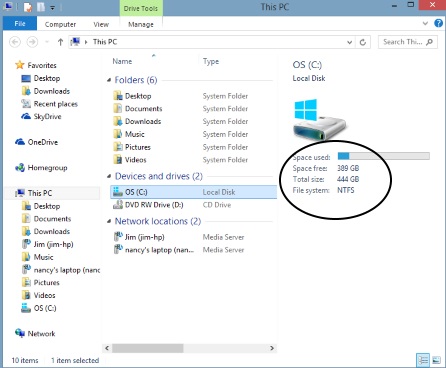 Drive Tools
This PC
File
Computer
View
Manage
This PC
Search Thi...
Favorites
Desktop
Downloads
Recent places
SkyDrive
OneDrive
Homegroup
This PC
Desktop
Documents
Downloads
Jim (jim-hp)
Music
nancy's laptop (nanc
Pictures
Videos
OS (C:)
Network
Name
Type
Folders (6)
Desktop System Folder
Documents System Folder
Downloads System Folder
Music System Folder
Pictures System Folder
Videos System Folder
Devices and drives (2)
OS (C:) Local Disk
DVD RW Drive (D:) CD Drive
Network locations (2)
Jim (jim-hp) Media Server
nancy's laptop (nan... Media Server
OS (C:)
Local Disk
Space used:
Space free: 389 GB
Total size: 444 GB
File system: NTFS
10 items 1 item selected